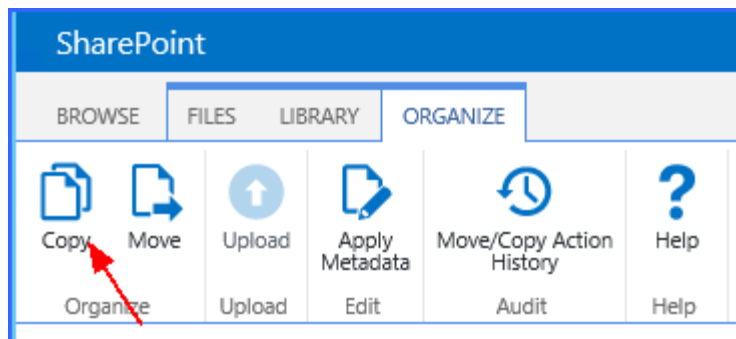 SharePoint
BROWSE FILES LIBRARY ORGANIZE
Copy Move Upload Apply Metadata Move/Copy Action History Help
Organize Upload Edit Audit Help